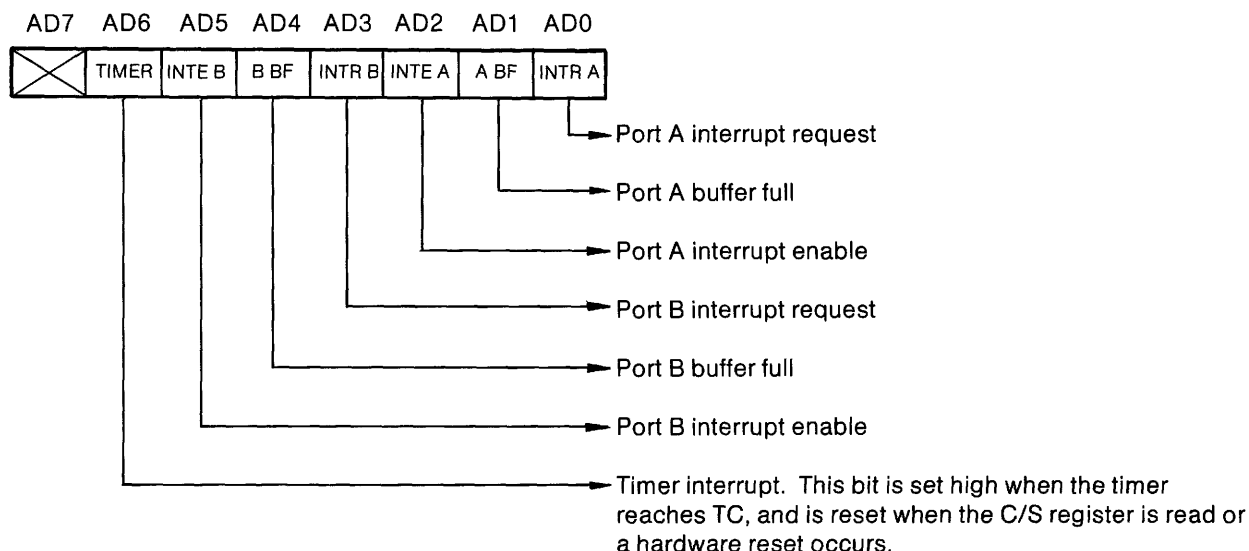 AD7 AD6 AD5 AD4 AD3 AD2 AD1 AD0
TIMER INTE B B BF INTR B INTE A A BF INTR A
Port A interrupt request
Port A buffer full
Port A interrupt enable
Port B interrupt request
Port B buffer full
Port B interrupt enable
Timer interrupt. This bit is set high when the timer
reaches TC, and is reset when the C/S register is read or
a hardware reset occurs.